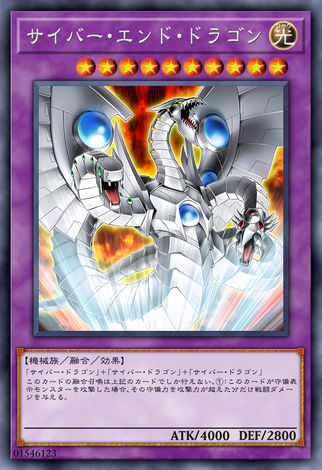 サイバー・エンド・ドラゴン
光
【機械族／融合／効果】
「サイバー・ドラゴン」＋「サイバー・ドラゴン」＋「サイバー・ドラゴン」
このカードの融合召喚は上記のカードでしか行えない。①：このカードが守備表
示モンスターを攻撃した場合、その守備力を攻撃力が超えた分だけ戦闘ダメー
ジを与える。
ATK/4000 DEF/2800
01546123